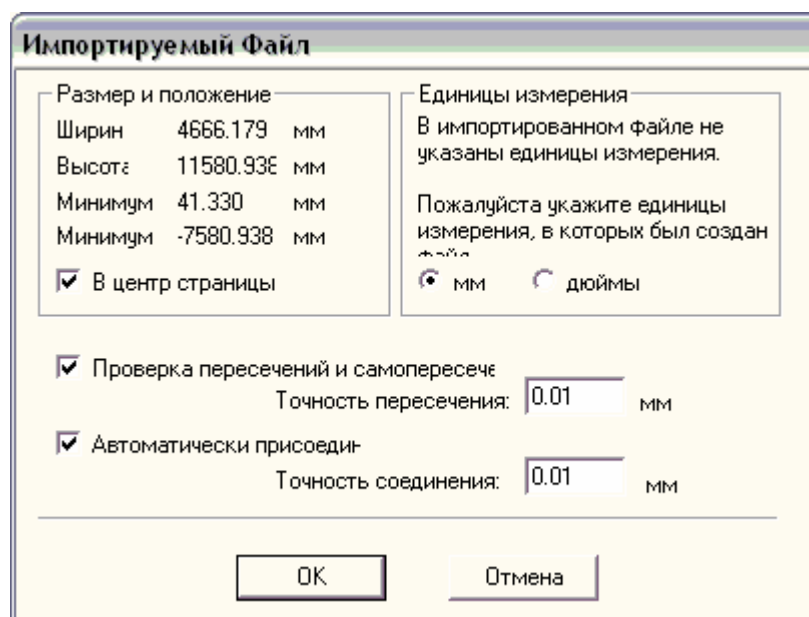 Импортируемый Файл
Размер и положение
Ширин 4666.179 мм
Высота 11580.938 мм
Минимум 41.330 мм
Минимум -7580.938 мм
В центр страницы
Единицы измерения
В импортированном файле не
указаны единицы измерения.
Пожалуйста укажите единицы
измерения, в которых был создан
файл
мм дюймы
Проверка пересечений и самопересече
Точность пересечения: 0.01 мм
Автоматически присоедин
Точность соединения: 0.01 мм
OK Отмена